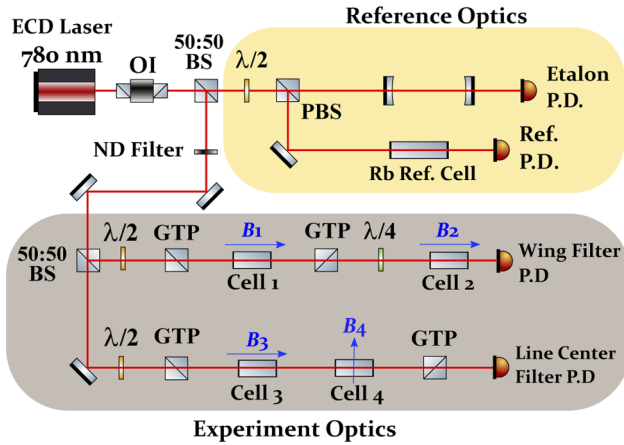 Reference Optics
ECD Laser
780 nm
OI
50:50
BS
λ/2
PBS
Etalon
P.D.
ND Filter
Rb Ref. Cell
Ref.
P.D.
50:50
BS
λ/2
GTP
B1
Cell 1
GTP
λ/4
B2
Cell 2
Wing Filter
P.D
λ/2
GTP
B3
Cell 3
B4
Cell 4
GTP
Line Center
Filter P.D
Experiment Optics